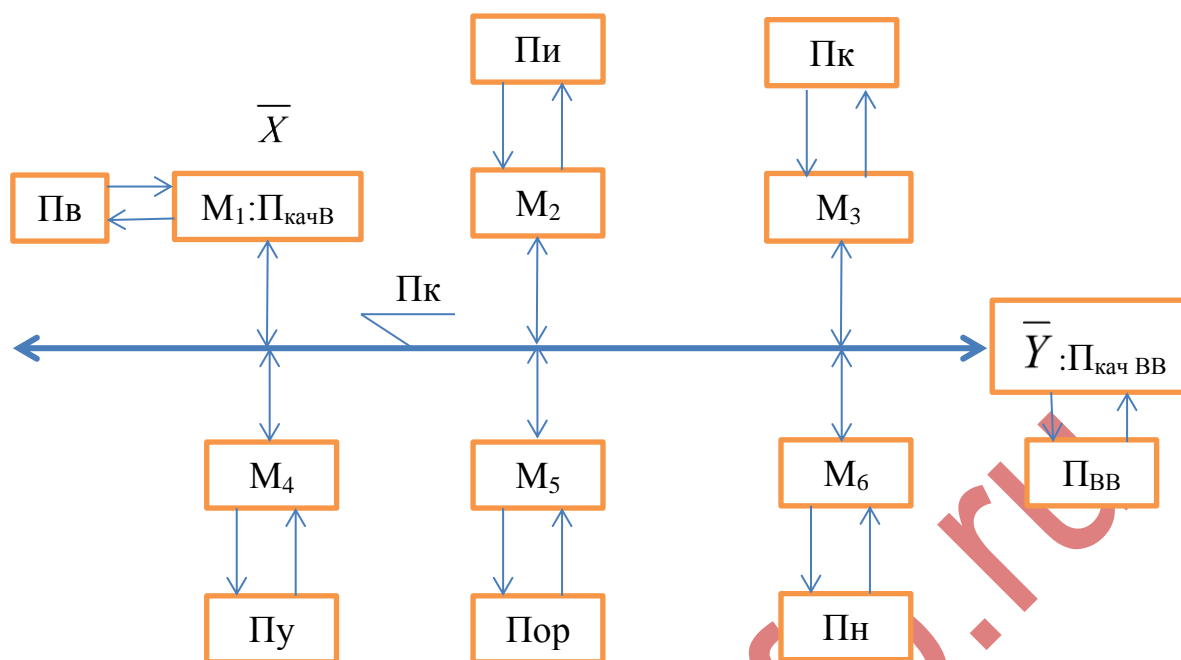 Пи
Пк
X̅
Пв
М₁:ПкачВ
М₂
М₃
Пк
Y̅ :Пкач ВВ
М₄
М₅
М₆
ПВВ
Пу
Пор
Пн